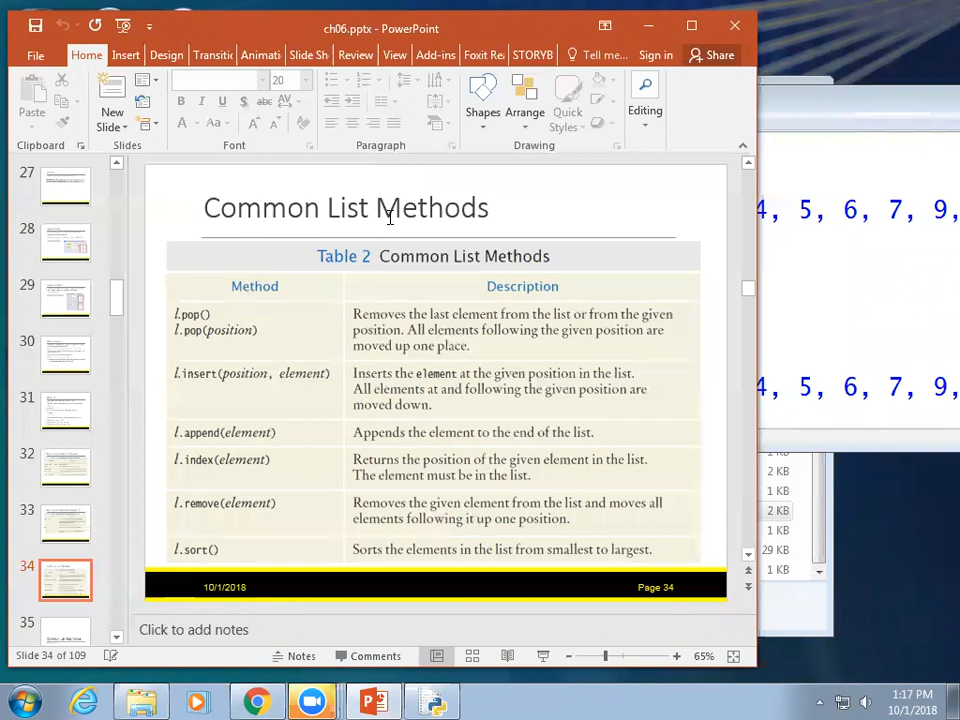 ch06.pptx - PowerPoint
File Home Insert Design Transitic Animati Slide Sh Review View Add-ins Foxit Rea STORYB Tell me... Sign in Share
20
B I U S abc AV
A Aa A A
Paste New Slide Shapes Arrange Quick Styles Editing
Clipboard Slides Font Paragraph Drawing
27
28
29
30
31
32
33
34
35
Common List Methods
Table 2 Common List Methods
Method Description
l.pop()
l.pop(position)
Removes the last element from the list or from the given
position. All elements following the given position are
moved up one place.
l.insert(position, element)
Inserts the element at the given position in the list.
All elements at and following the given position are
moved down.
l.append(element) Appends the element to the end of the list.
l.index(element)
Returns the position of the given element in the list.
The element must be in the list.
l.remove(element)
Removes the given element from the list and moves all
elements following it up one position.
l.sort() Sorts the elements in the list from smallest to largest.
10/1/2018 Page 34
Click to add notes
Slide 34 of 109 Notes Comments 65%
4, 5, 6, 7, 9,
4, 5, 6, 7, 9,
1 KB
2 KB
1 KB
2 KB
1 KB
29 KB
1 KB
1:17 PM
10/1/2018